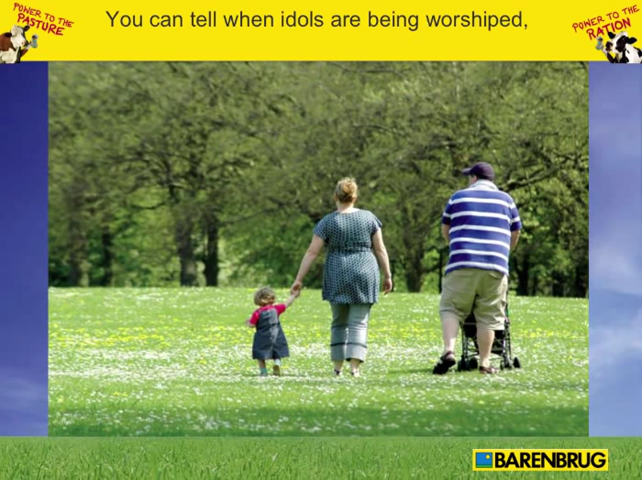 POWER TO THE
PASTURE
You can tell when idols are being worshiped,
POWER TO THE
RATION
BARENBRUG